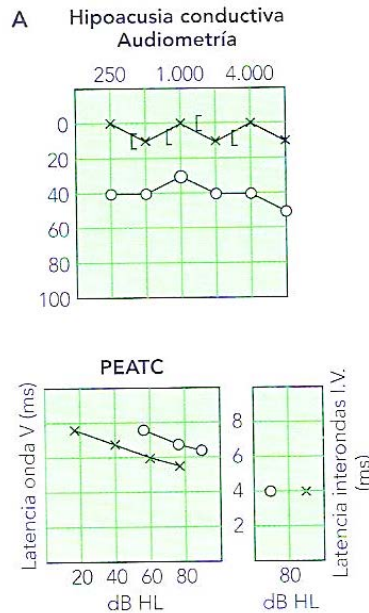 A
Hipoacusia conductiva
Audiometría
250 1.000 4.000
0
20
40
60
80
100
PEATC
Latencia onda V (ms)
20 40 60 80
dB HL
8
6
4
2
80
dB HL
Latencia interondas I.V.
(ms)